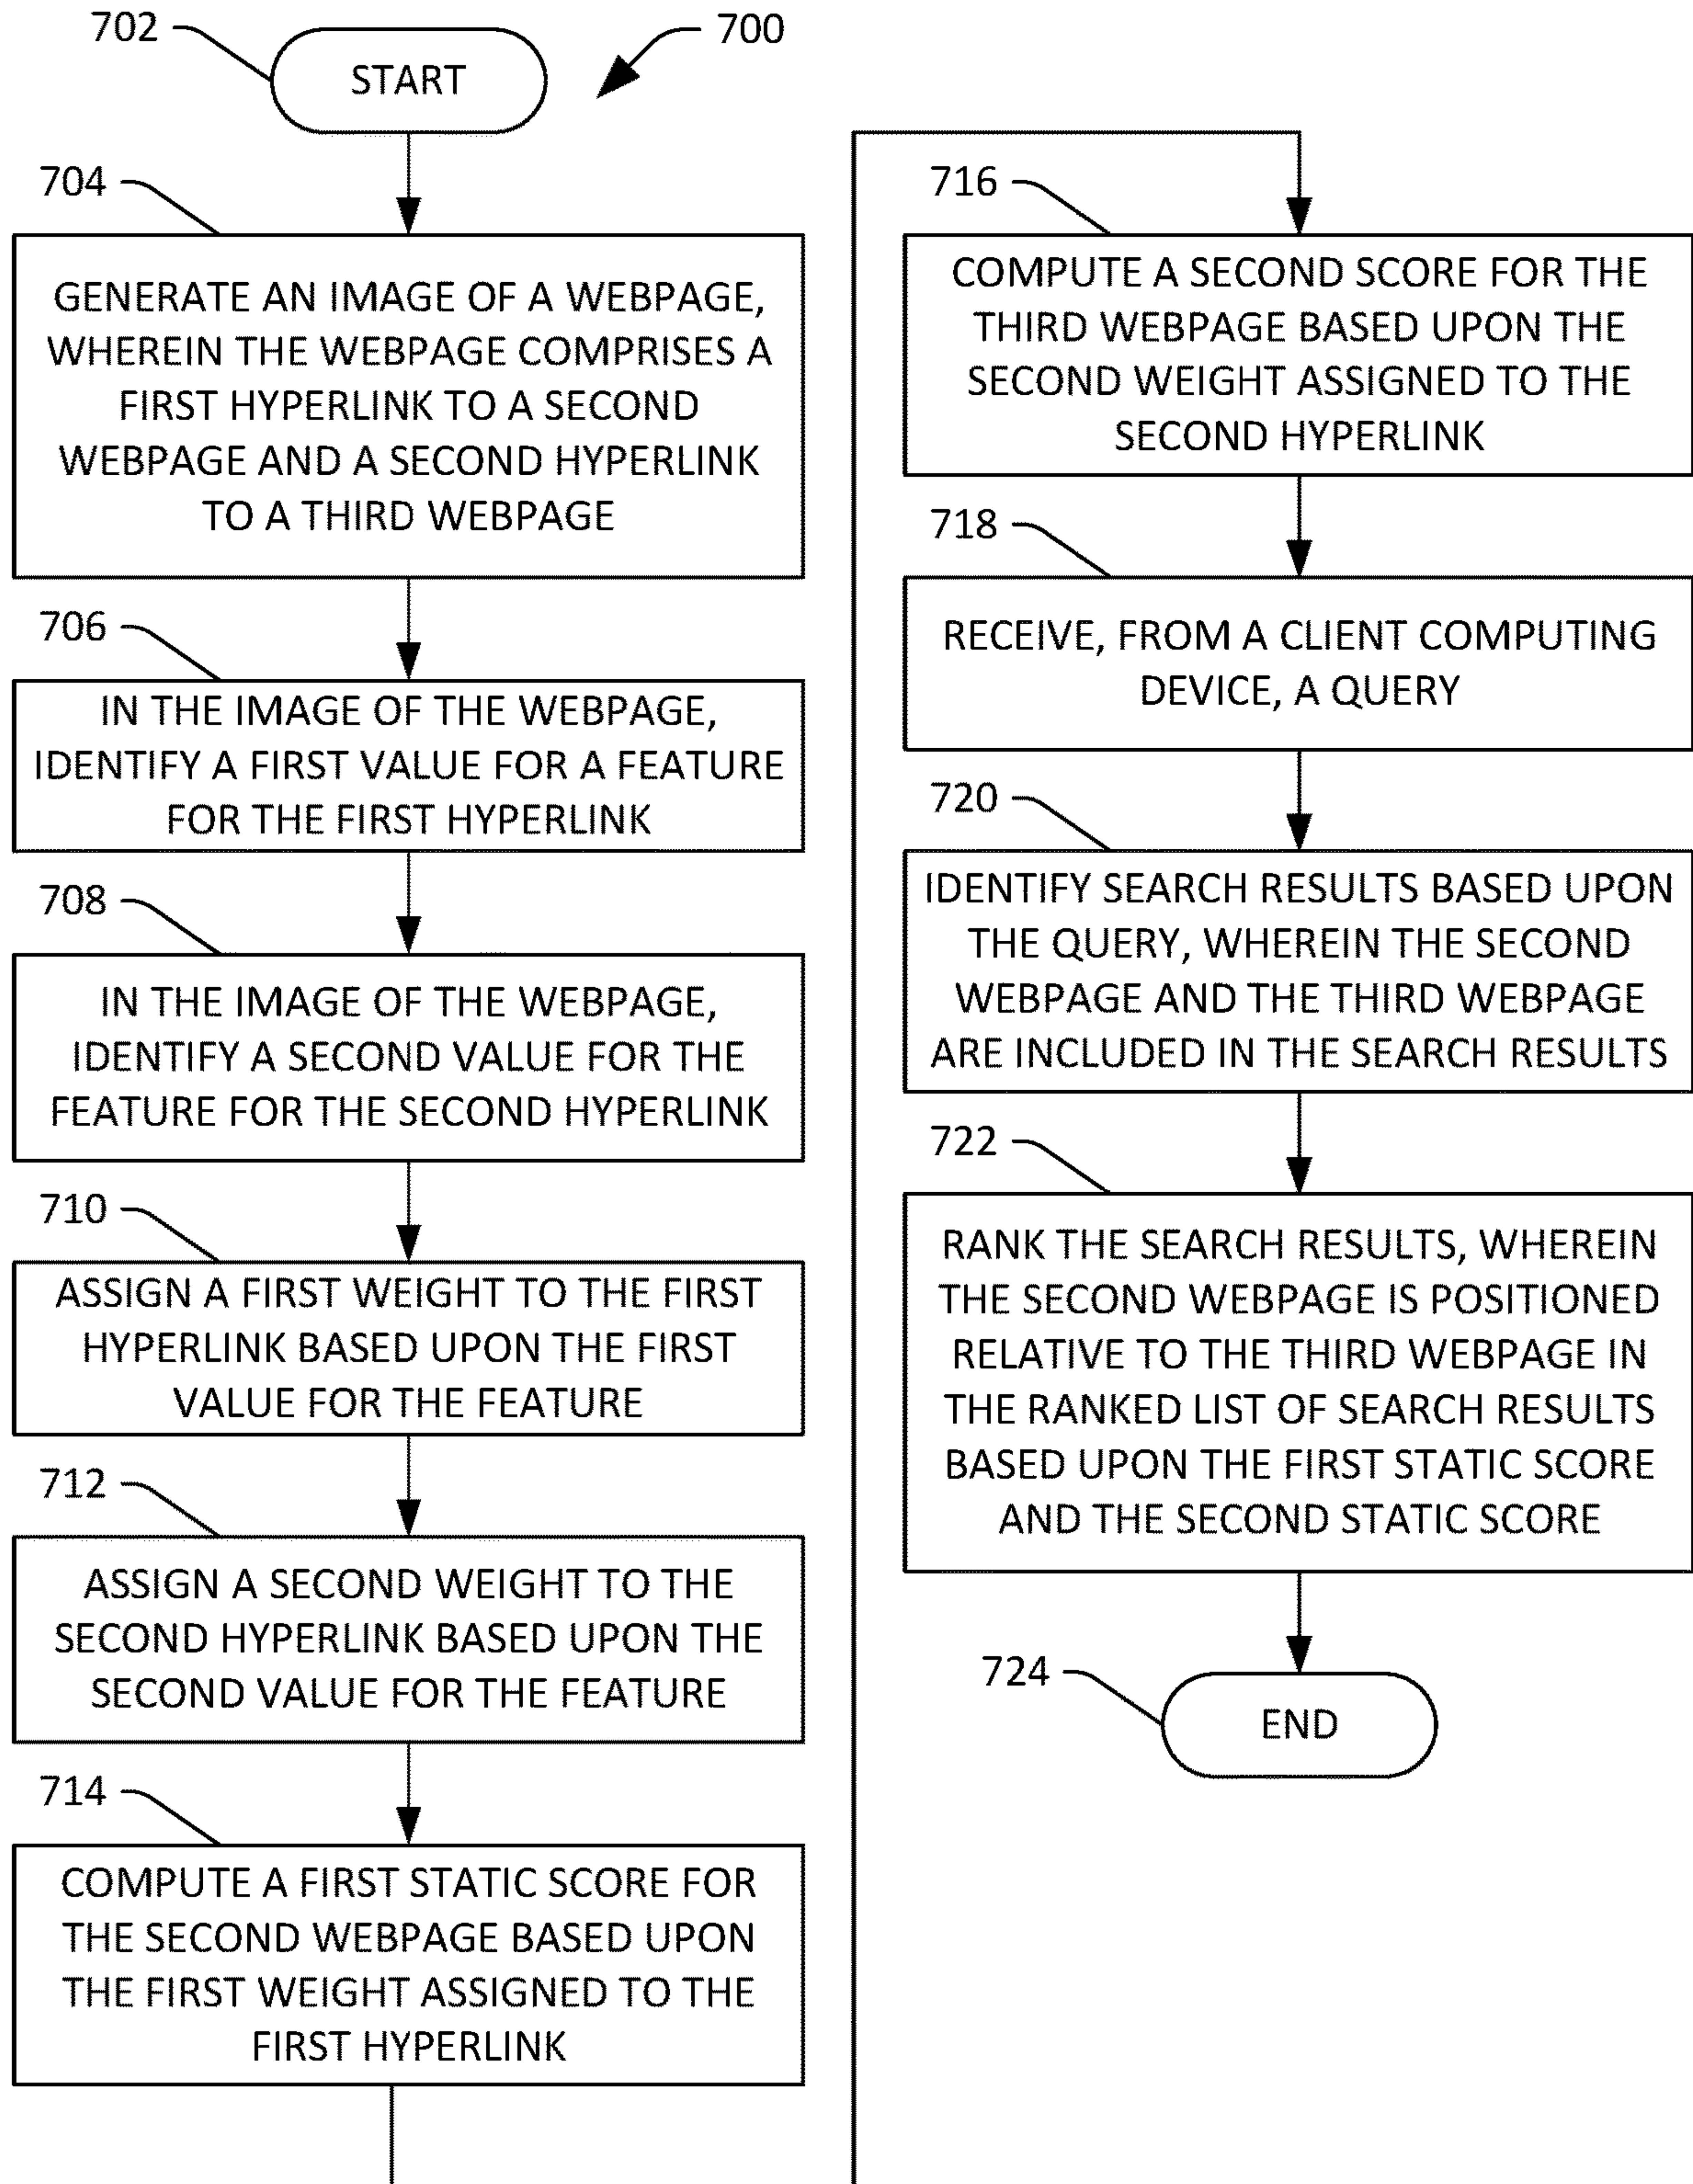 702
START
700
704
GENERATE AN IMAGE OF A WEBPAGE,
WHEREIN THE WEBPAGE COMPRISES A
FIRST HYPERLINK TO A SECOND
WEBPAGE AND A SECOND HYPERLINK
TO A THIRD WEBPAGE
706
IN THE IMAGE OF THE WEBPAGE,
IDENTIFY A FIRST VALUE FOR A FEATURE
FOR THE FIRST HYPERLINK
708
IN THE IMAGE OF THE WEBPAGE,
IDENTIFY A SECOND VALUE FOR THE
FEATURE FOR THE SECOND HYPERLINK
710
ASSIGN A FIRST WEIGHT TO THE FIRST
HYPERLINK BASED UPON THE FIRST
VALUE FOR THE FEATURE
712
ASSIGN A SECOND WEIGHT TO THE
SECOND HYPERLINK BASED UPON THE
SECOND VALUE FOR THE FEATURE
714
COMPUTE A FIRST STATIC SCORE FOR
THE SECOND WEBPAGE BASED UPON
THE FIRST WEIGHT ASSIGNED TO THE
FIRST HYPERLINK
716
COMPUTE A SECOND SCORE FOR THE
THIRD WEBPAGE BASED UPON THE
SECOND WEIGHT ASSIGNED TO THE
SECOND HYPERLINK
718
RECEIVE, FROM A CLIENT COMPUTING
DEVICE, A QUERY
720
IDENTIFY SEARCH RESULTS BASED UPON
THE QUERY, WHEREIN THE SECOND
WEBPAGE AND THE THIRD WEBPAGE
ARE INCLUDED IN THE SEARCH RESULTS
722
RANK THE SEARCH RESULTS, WHEREIN
THE SECOND WEBPAGE IS POSITIONED
RELATIVE TO THE THIRD WEBPAGE IN
THE RANKED LIST OF SEARCH RESULTS
BASED UPON THE FIRST STATIC SCORE
AND THE SECOND STATIC SCORE
724
END